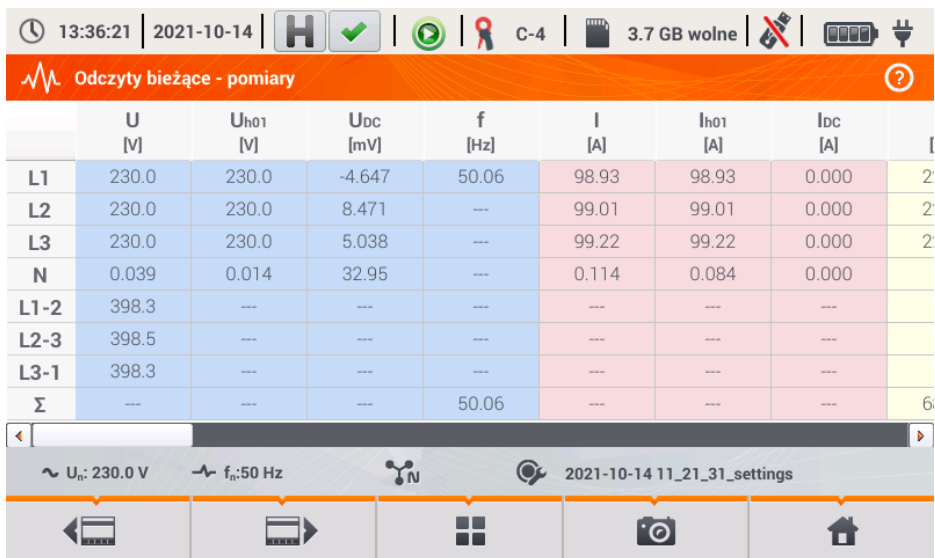 13:36:21 2021-10-14 H C-4 3.7 GB wolne
Odczyty bieżące - pomiary ?
U Uh01 UDC f I Ih01 IDC
[V] [V] [mV] [Hz] [A] [A] [A] [
L1 230.0 230.0 -4.647 50.06 98.93 98.93 0.000 2
L2 230.0 230.0 8.471 --- 99.01 99.01 0.000 2
L3 230.0 230.0 5.038 --- 99.22 99.22 0.000 2
N 0.039 0.014 32.95 --- 0.114 0.084 0.000
L1-2 398.3 --- --- --- --- --- ---
L2-3 398.5 --- --- --- --- --- ---
L3-1 398.3 --- --- --- --- --- ---
Σ --- --- --- 50.06 --- --- --- 6
Un: 230.0 V fn:50 Hz N 2021-10-14 11_21_31_settings